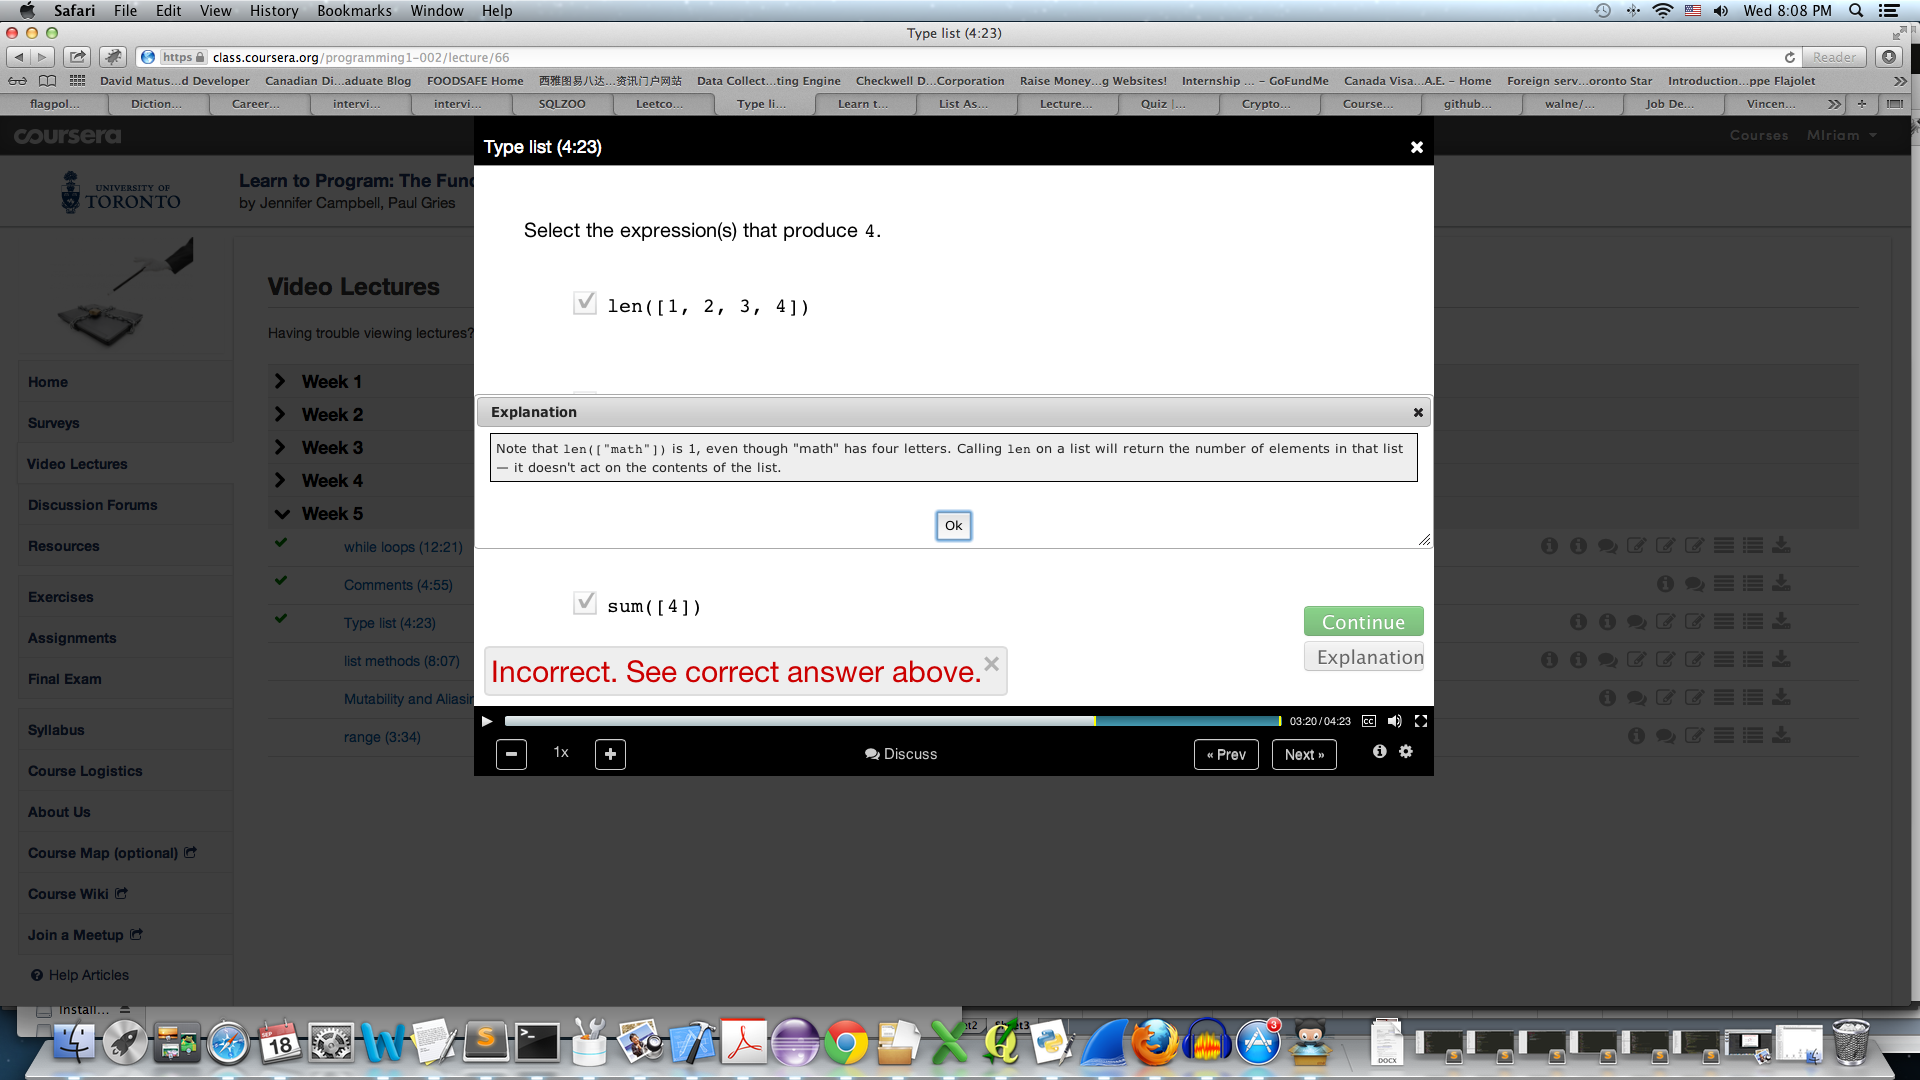 Safari File Edit View History Bookmarks Window Help Wed 8:08 PM
Type list (4:23)
https class.coursera.org/programming1-002/lecture/66 Reader
David Matus...d Developer Canadian Di...aduate Blog FOODSAFE Home 西雅图易八达...资讯门户网站 Data Collect...ting Engine Checkwell D...Corporation Raise Money...g Websites! Internship ... – GoFundMe Canada Visa...A.E. – Home Foreign serv...oronto Star Introduction...ppe Flajolet
flagpol... Diction... Career... intervi... intervi... SQLZOO Leetco... Type li... Learn t... List As... Lecture... Quiz |... Crypto... Course... github... walne/... Job De... Vincen...
coursera
Courses MIriam
Type list (4:23)
UNIVERSITY OF
TORONTO
Learn to Program: The Fun
by Jennifer Campbell, Paul Gries
Select the expression(s) that produce 4.
len([1, 2, 3, 4])
Video Lectures
Having trouble viewing lectures?
Home
Surveys
Video Lectures
Discussion Forums
Resources
Exercises
Assignments
Final Exam
Syllabus
Course Logistics
About Us
Course Map (optional)
Course Wiki
Join a Meetup
Help Articles
Week 1
Week 2
Week 3
Week 4
Week 5
while loops (12:21)
Comments (4:55)
Type list (4:23)
list methods (8:07)
Mutability and Aliasin
range (3:34)
Explanation
Note that len(["math"]) is 1, even though "math" has four letters. Calling len on a list will return the number of elements in that list
— it doesn't act on the contents of the list.
Ok
sum([4])
Continue
Explanation
Incorrect. See correct answer above.
03:20/04:23 CC
1x Discuss « Prev Next »
Install...
SEP
18
3
DOCX